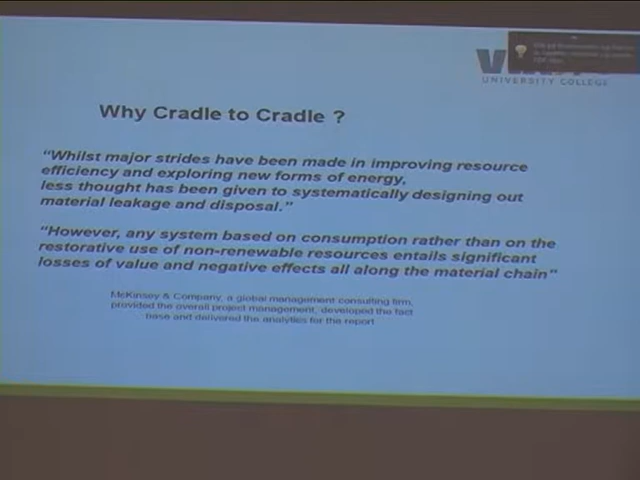 UNIVERSITY COLLEGE
Why Cradle to Cradle ?
“Whilst major strides have been made in improving resource
efficiency and exploring new forms of energy,
less thought has been given to systematically designing out
material leakage and disposal.”
“However, any system based on consumption rather than on the
restorative use of non-renewable resources entails significant
losses of value and negative effects all along the material chain”
McKinsey & Company, a global management consulting firm,
provided the overall project management, developed the fact
base and delivered the analytics for the report